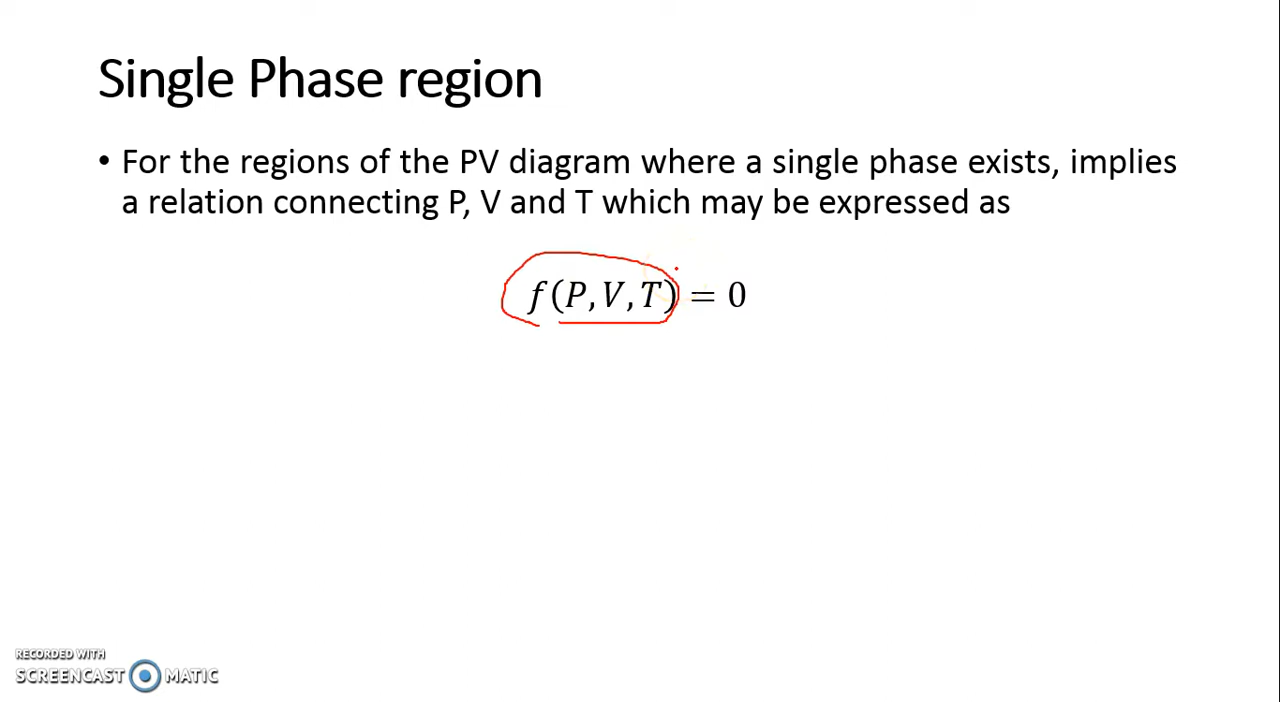 Single Phase region
• For the regions of the PV diagram where a single phase exists, implies
a relation connecting P, V and T which may be expressed as
f(P, V, T) = 0
RECORDED WITH
SCREENCAST MATIC